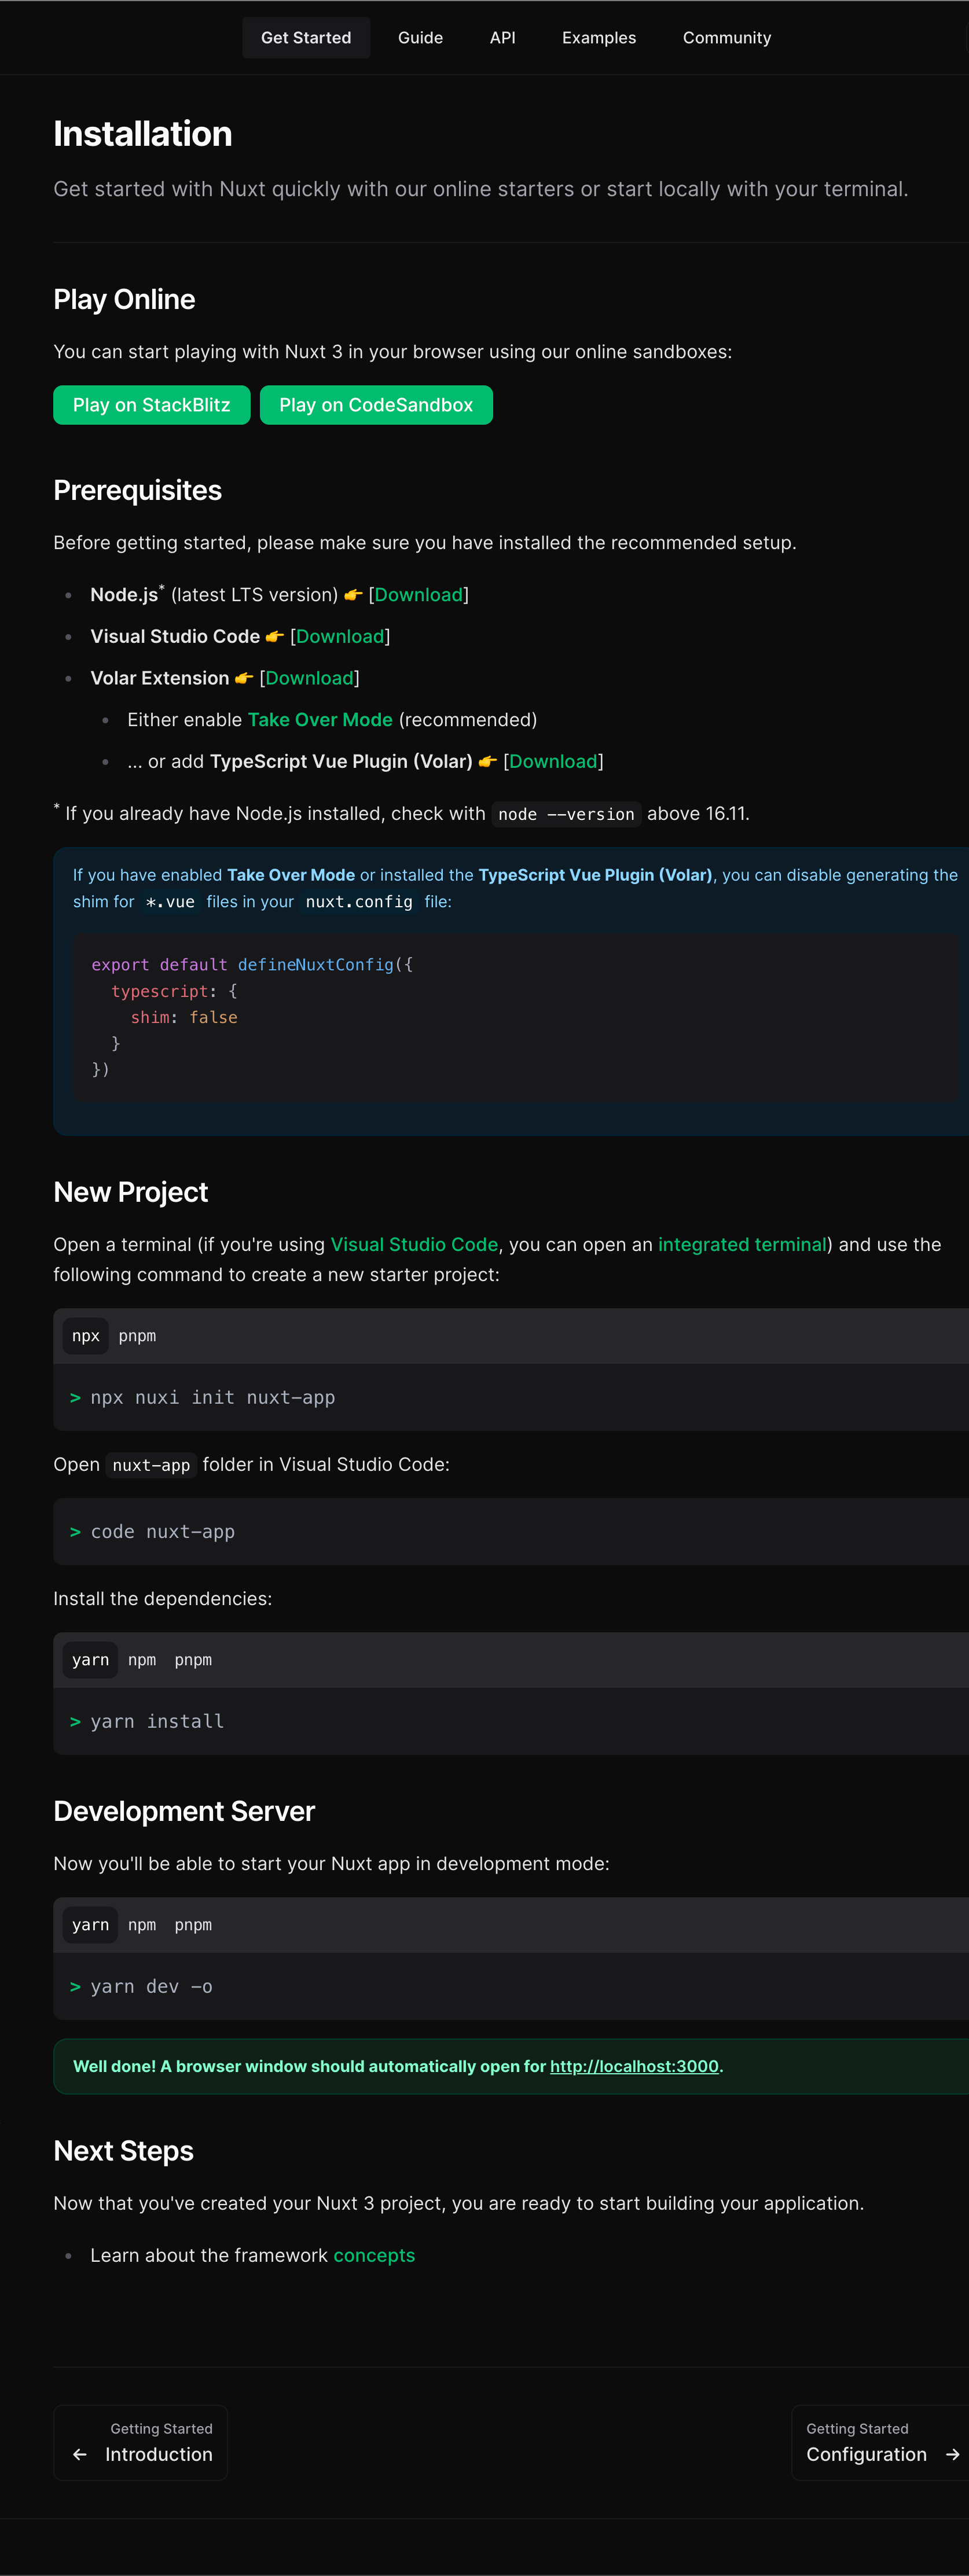 Get Started Guide API Examples Community
Installation
Get started with Nuxt quickly with our online starters or start locally with your terminal.
Play Online
You can start playing with Nuxt 3 in your browser using our online sandboxes:
Play on StackBlitz Play on CodeSandbox
Prerequisites
Before getting started, please make sure you have installed the recommended setup.
• Node.js* (latest LTS version) 👉 [Download]
• Visual Studio Code 👉 [Download]
• Volar Extension 👉 [Download]
• Either enable Take Over Mode (recommended)
• ... or add TypeScript Vue Plugin (Volar) 👉 [Download]
* If you already have Node.js installed, check with node --version above 16.11.
If you have enabled Take Over Mode or installed the TypeScript Vue Plugin (Volar), you can disable generating the
shim for *.vue files in your nuxt.config file:
export default defineNuxtConfig({
  typescript: {
    shim: false
  }
})
New Project
Open a terminal (if you're using Visual Studio Code, you can open an integrated terminal) and use the
following command to create a new starter project:
npx pnpm
> npx nuxi init nuxt-app
Open nuxt-app folder in Visual Studio Code:
> code nuxt-app
Install the dependencies:
yarn npm pnpm
> yarn install
Development Server
Now you'll be able to start your Nuxt app in development mode:
yarn npm pnpm
> yarn dev -o
Well done! A browser window should automatically open for http://localhost:3000.
Next Steps
Now that you've created your Nuxt 3 project, you are ready to start building your application.
• Learn about the framework concepts
Getting Started
← Introduction
Getting Started
Configuration →